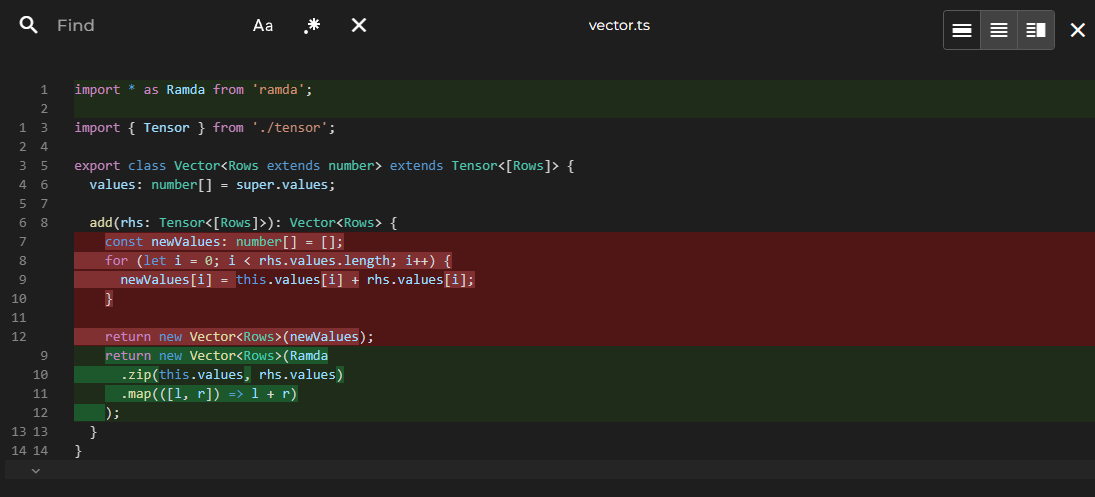 Find Aa .* vector.ts
1 import * as Ramda from 'ramda';
2
1 3 import { Tensor } from './tensor';
2 4
3 5 export class Vector<Rows extends number> extends Tensor<[Rows]> {
4 6 values: number[] = super.values;
5 7
6 8 add(rhs: Tensor<[Rows]>): Vector<Rows> {
7 const newValues: number[] = [];
8 for (let i = 0; i < rhs.values.length; i++) {
9 newValues[i] = this.values[i] + rhs.values[i];
10 }
11
12 return new Vector<Rows>(newValues);
9 return new Vector<Rows>(Ramda
10 .zip(this.values, rhs.values)
11 .map(([l, r]) => l + r)
12 );
13 13 }
14 14 }